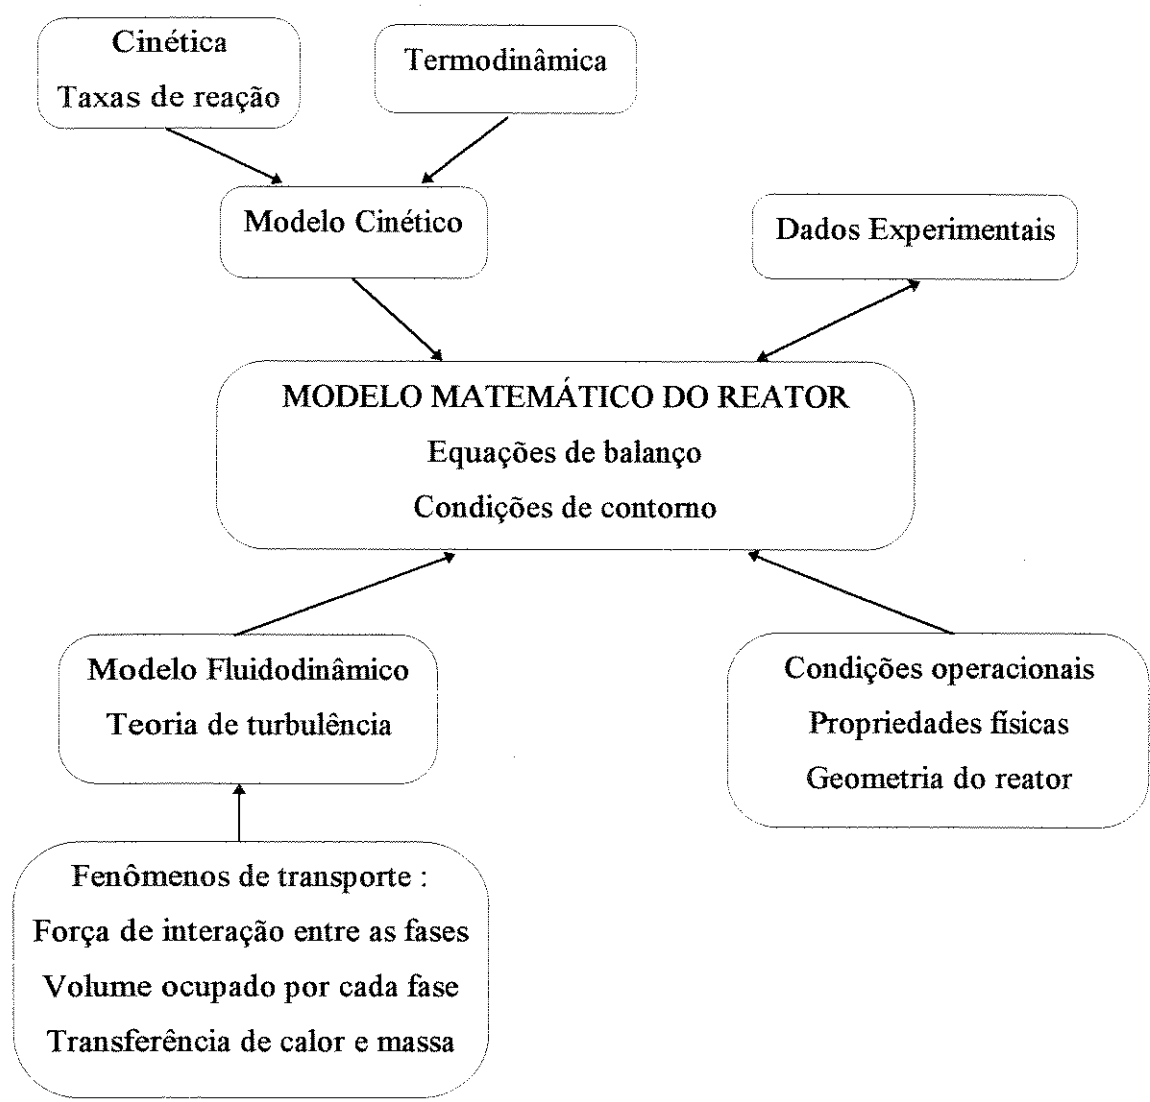 Cinética
Taxas de reação
Termodinâmica
Modelo Cinético
Dados Experimentais
MODELO MATEMÁTICO DO REATOR
Equações de balanço
Condições de contorno
Modelo Fluidodinâmico
Teoria de turbulência
Condições operacionais
Propriedades físicas
Geometria do reator
Fenômenos de transporte :
Força de interação entre as fases
Volume ocupado por cada fase
Transferência de calor e massa